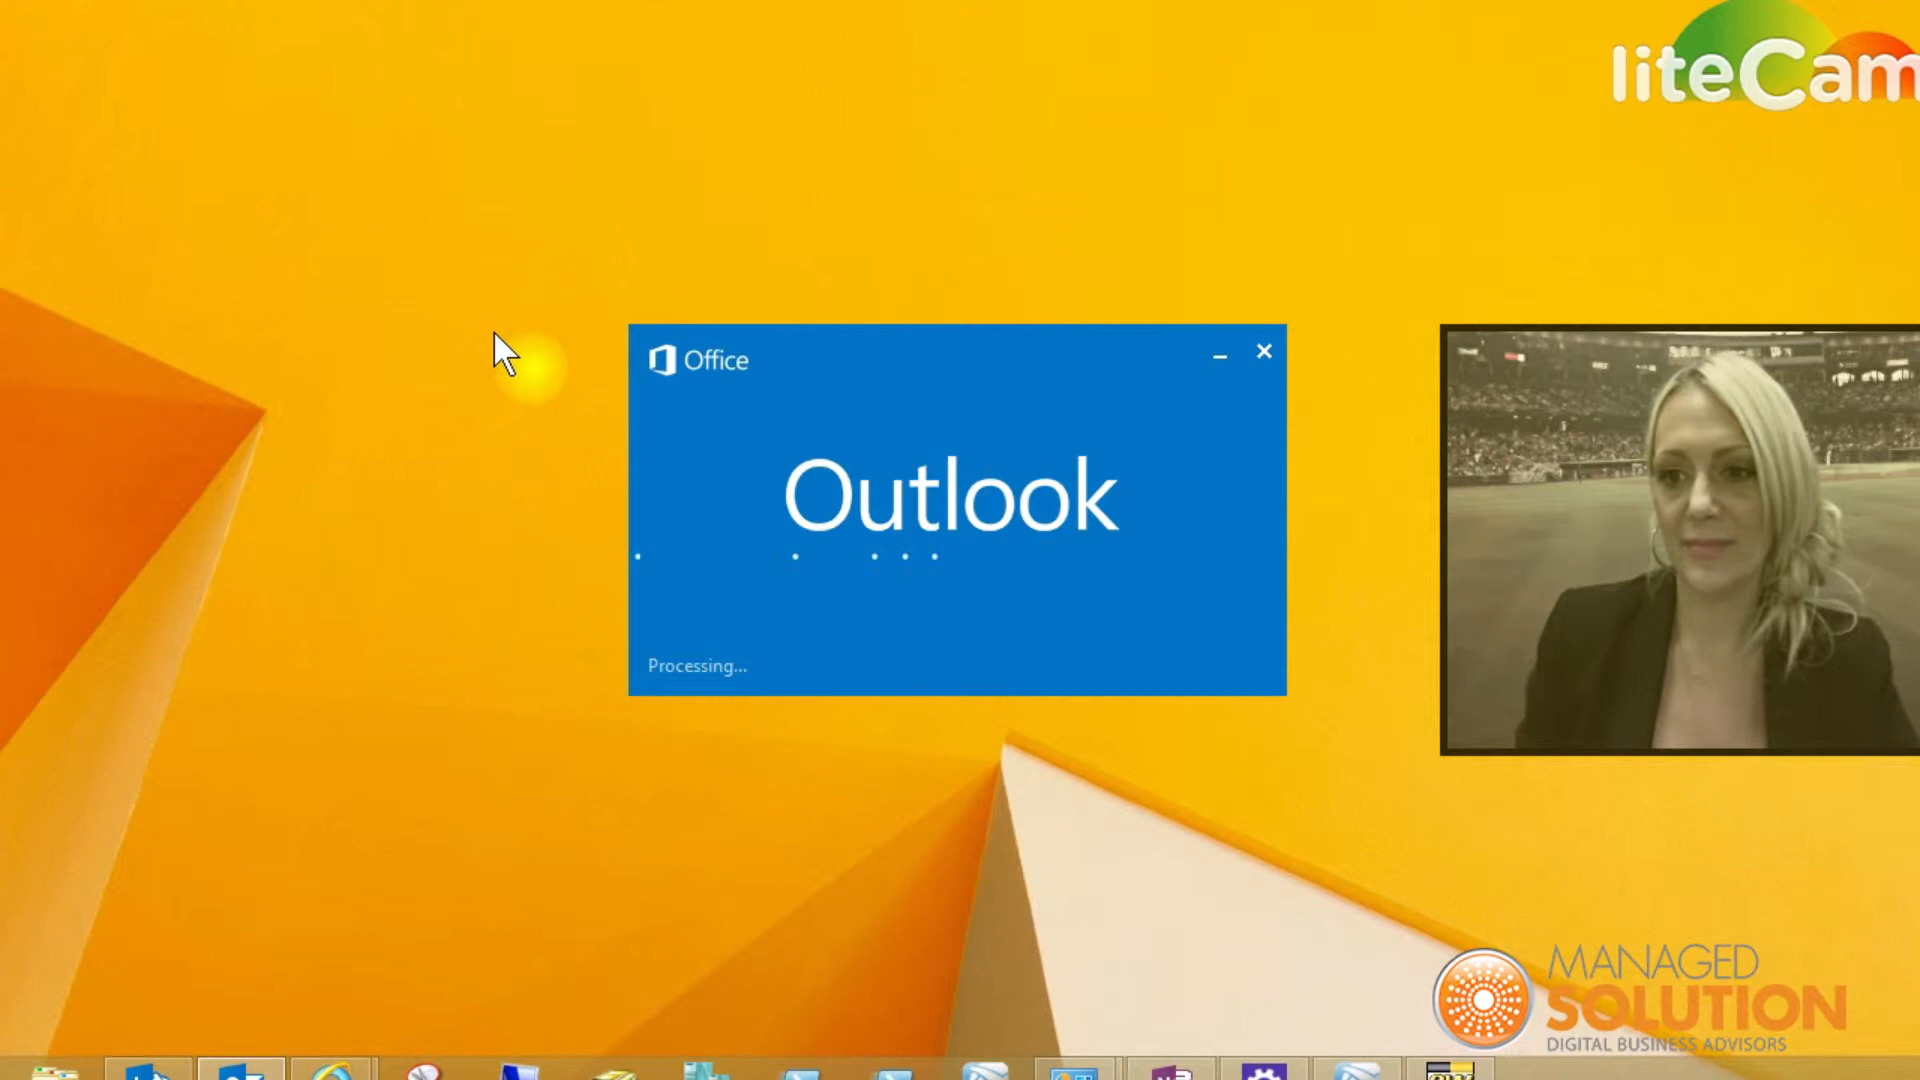 liteCam
Office
Outlook
Processing...
MANAGED
SOLUTION
DIGITAL BUSINESS ADVISORS